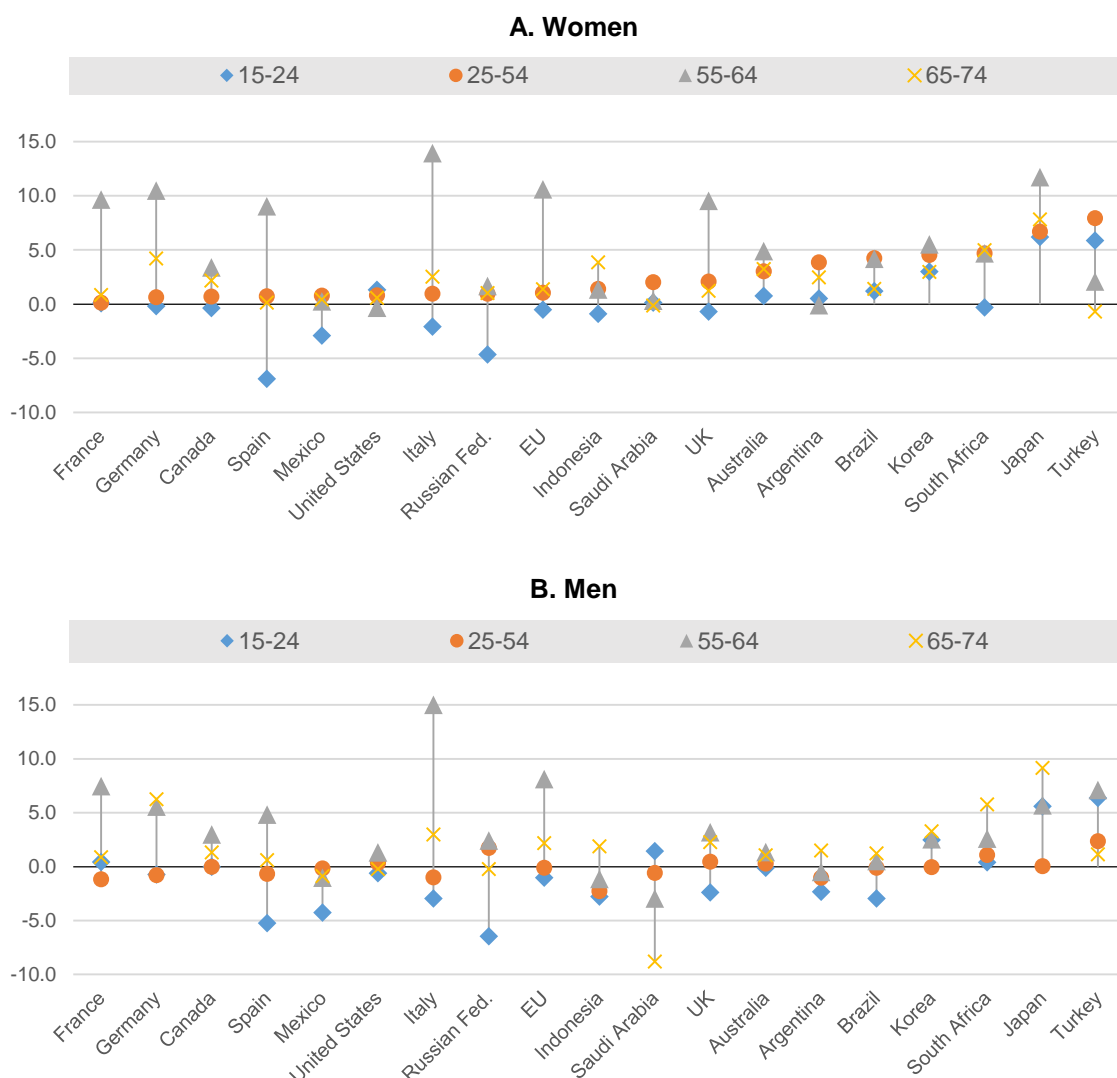 A. Women
15-24 25-54 55-64 65-74
15.0
10.0
5.0
0.0
-5.0
-10.0
France Germany Canada Spain Mexico United States Italy Russian Fed. EU Indonesia Saudi Arabia UK Australia Argentina Brazil Korea South Africa Japan Turkey
B. Men
15-24 25-54 55-64 65-74
15.0
10.0
5.0
0.0
-5.0
-10.0
France Germany Canada Spain Mexico United States Italy Russian Fed. EU Indonesia Saudi Arabia UK Australia Argentina Brazil Korea South Africa Japan Turkey